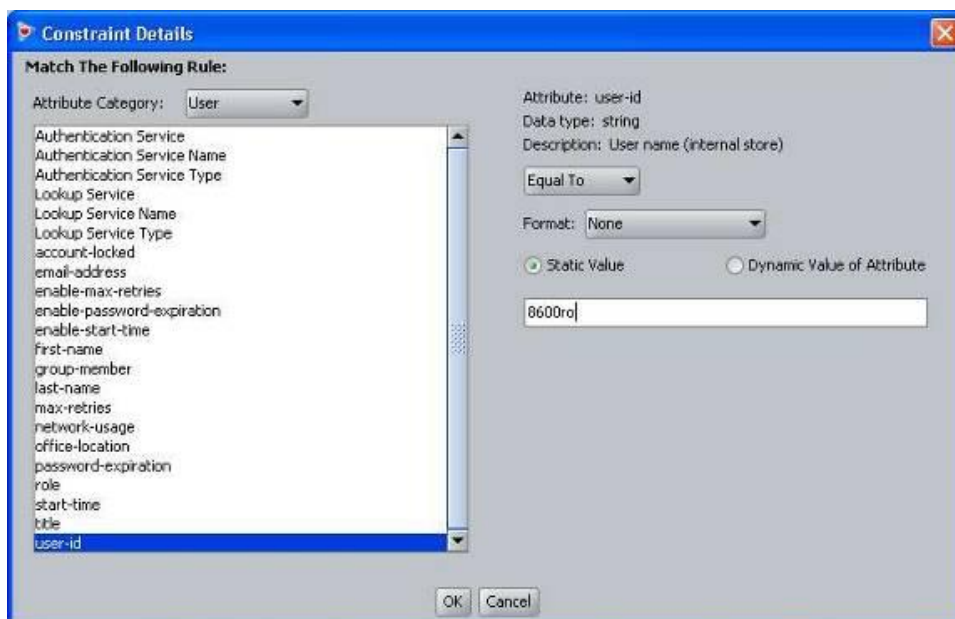 Constraint Details
Match The Following Rule:
Attribute Category: User
Authentication Service
Authentication Service Name
Authentication Service Type
Lookup Service
Lookup Service Name
Lookup Service Type
account-locked
email-address
enable-max-retries
enable-password-expiration
enable-start-time
first-name
group-member
last-name
max-retries
network-usage
office-location
password-expiration
role
start-time
title
user-id
Attribute: user-id
Data type: string
Description: User name (internal store)
Equal To
Format: None
Static Value Dynamic Value of Attribute
8600ro
OK Cancel